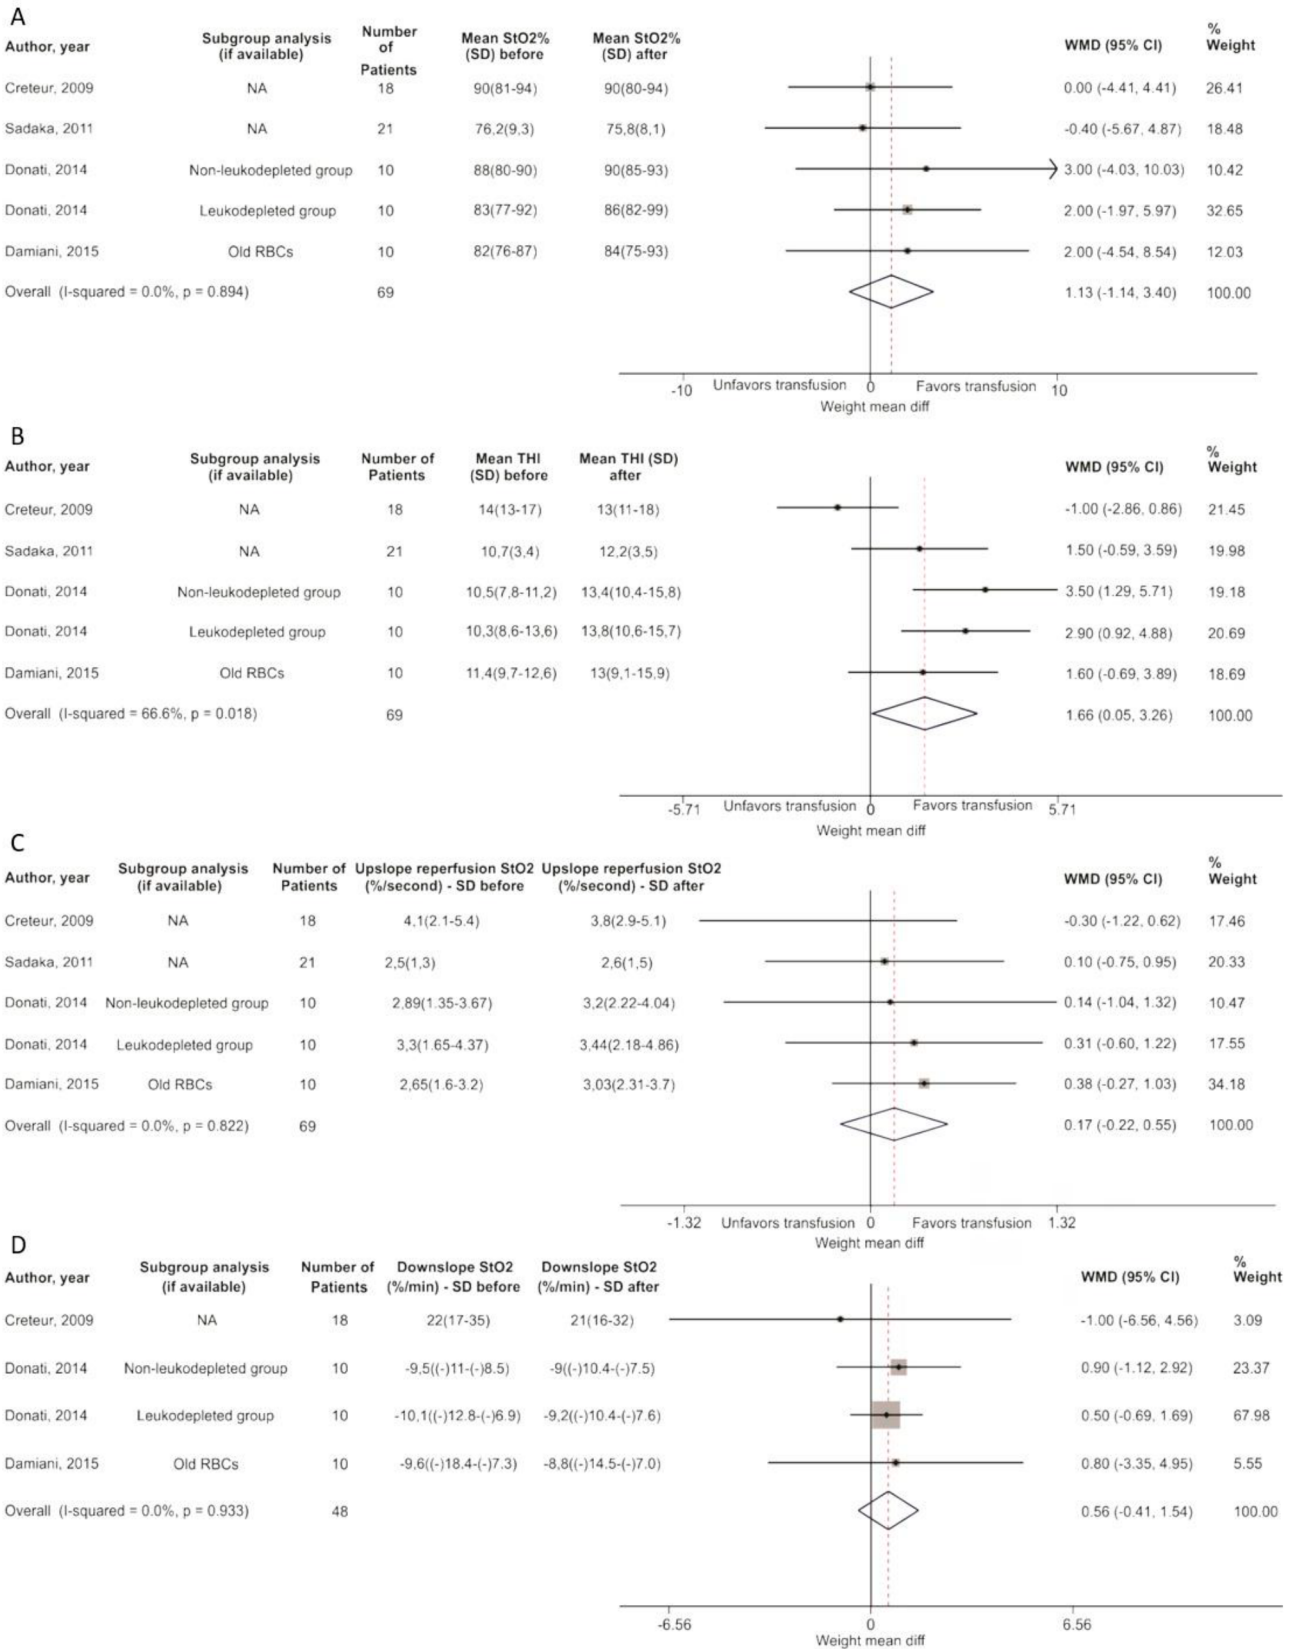 A
Author, year Subgroup analysis (if available) Number of Patients Mean StO2% (SD) before Mean StO2% (SD) after WMD (95% CI) % Weight
Creteur, 2009 NA 18 90(81-94) 90(80-94) 0.00 (-4.41, 4.41) 26.41
Sadaka, 2011 NA 21 76,2(9,3) 75,8(8,1) -0.40 (-5.67, 4.87) 18.48
Donati, 2014 Non-leukodepleted group 10 88(80-90) 90(85-93) 3.00 (-4.03, 10.03) 10.42
Donati, 2014 Leukodepleted group 10 83(77-92) 86(82-99) 2.00 (-1.97, 5.97) 32.65
Damiani, 2015 Old RBCs 10 82(76-87) 84(75-93) 2.00 (-4.54, 8.54) 12.03
Overall (I-squared = 0.0%, p = 0.894) 69 1.13 (-1.14, 3.40) 100.00
-10 Unfavors transfusion 0 Favors transfusion 10
Weight mean diff
B
Author, year Subgroup analysis (if available) Number of Patients Mean THI (SD) before Mean THI (SD) after WMD (95% CI) % Weight
Creteur, 2009 NA 18 14(13-17) 13(11-18) -1.00 (-2.86, 0.86) 21.45
Sadaka, 2011 NA 21 10,7(3,4) 12,2(3,5) 1.50 (-0.59, 3.59) 19.98
Donati, 2014 Non-leukodepleted group 10 10,5(7,8-11,2) 13,4(10,4-15,8) 3.50 (1.29, 5.71) 19.18
Donati, 2014 Leukodepleted group 10 10,3(8,6-13,6) 13,8(10,6-15,7) 2.90 (0.92, 4.88) 20.69
Damiani, 2015 Old RBCs 10 11,4(9,7-12,6) 13(9,1-15,9) 1.60 (-0.69, 3.89) 18.69
Overall (I-squared = 66.6%, p = 0.018) 69 1.66 (0.05, 3.26) 100.00
-5.71 Unfavors transfusion 0 Favors transfusion 5.71
Weight mean diff
C
Author, year Subgroup analysis (if available) Number of Patients Upslope reperfusion StO2 (%/second) - SD before Upslope reperfusion StO2 (%/second) - SD after WMD (95% CI) % Weight
Creteur, 2009 NA 18 4,1(2.1-5.4) 3,8(2.9-5.1) -0.30 (-1.22, 0.62) 17.46
Sadaka, 2011 NA 21 2,5(1,3) 2,6(1,5) 0.10 (-0.75, 0.95) 20.33
Donati, 2014 Non-leukodepleted group 10 2,89(1.35-3.67) 3,2(2.22-4.04) 0.14 (-1.04, 1.32) 10.47
Donati, 2014 Leukodepleted group 10 3,3(1.65-4.37) 3,44(2.18-4.86) 0.31 (-0.60, 1.22) 17.55
Damiani, 2015 Old RBCs 10 2,65(1.6-3.2) 3,03(2.31-3.7) 0.38 (-0.27, 1.03) 34.18
Overall (I-squared = 0.0%, p = 0.822) 69 0.17 (-0.22, 0.55) 100.00
-1.32 Unfavors transfusion 0 Favors transfusion 1.32
Weight mean diff
D
Author, year Subgroup analysis (if available) Number of Patients Downslope StO2 (%/min) - SD before Downslope StO2 (%/min) - SD after WMD (95% CI) % Weight
Creteur, 2009 NA 18 22(17-35) 21(16-32) -1.00 (-6.56, 4.56) 3.09
Donati, 2014 Non-leukodepleted group 10 -9,5((-)11-(-)8.5) -9((-)10.4-(-)7.5) 0.90 (-1.12, 2.92) 23.37
Donati, 2014 Leukodepleted group 10 -10,1((-)12.8-(-)6.9) -9,2((-)10.4-(-)7.6) 0.50 (-0.69, 1.69) 67.98
Damiani, 2015 Old RBCs 10 -9,6((-)18.4-(-)7.3) -8,8((-)14.5-(-)7.0) 0.80 (-3.35, 4.95) 5.55
Overall (I-squared = 0.0%, p = 0.933) 48 0.56 (-0.41, 1.54) 100.00
-6.56 0 6.56
Weight mean diff